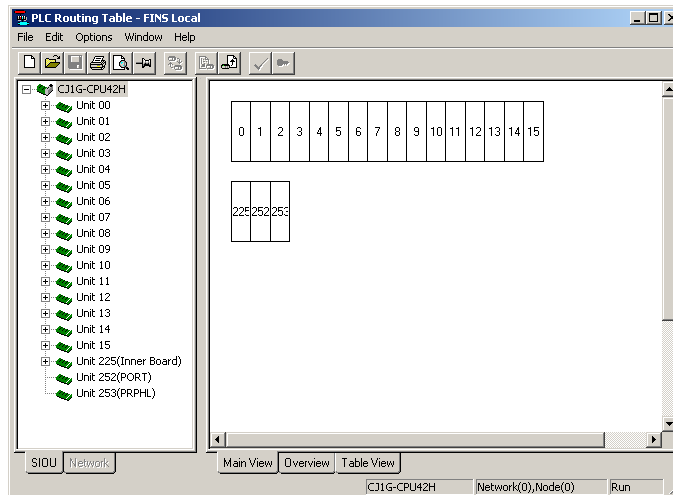 PLC Routing Table - FINS Local
File Edit Options Window Help
CJ1G-CPU42H
Unit 00
Unit 01
Unit 02
Unit 03
Unit 04
Unit 05
Unit 06
Unit 07
Unit 08
Unit 09
Unit 10
Unit 11
Unit 12
Unit 13
Unit 14
Unit 15
Unit 225(Inner Board)
Unit 252(PORT)
Unit 253(PRPHL)
0 1 2 3 4 5 6 7 8 9 10 11 12 13 14 15
225 252 253
SIOU Network
Main View Overview Table View
CJ1G-CPU42H Network(0),Node(0) Run